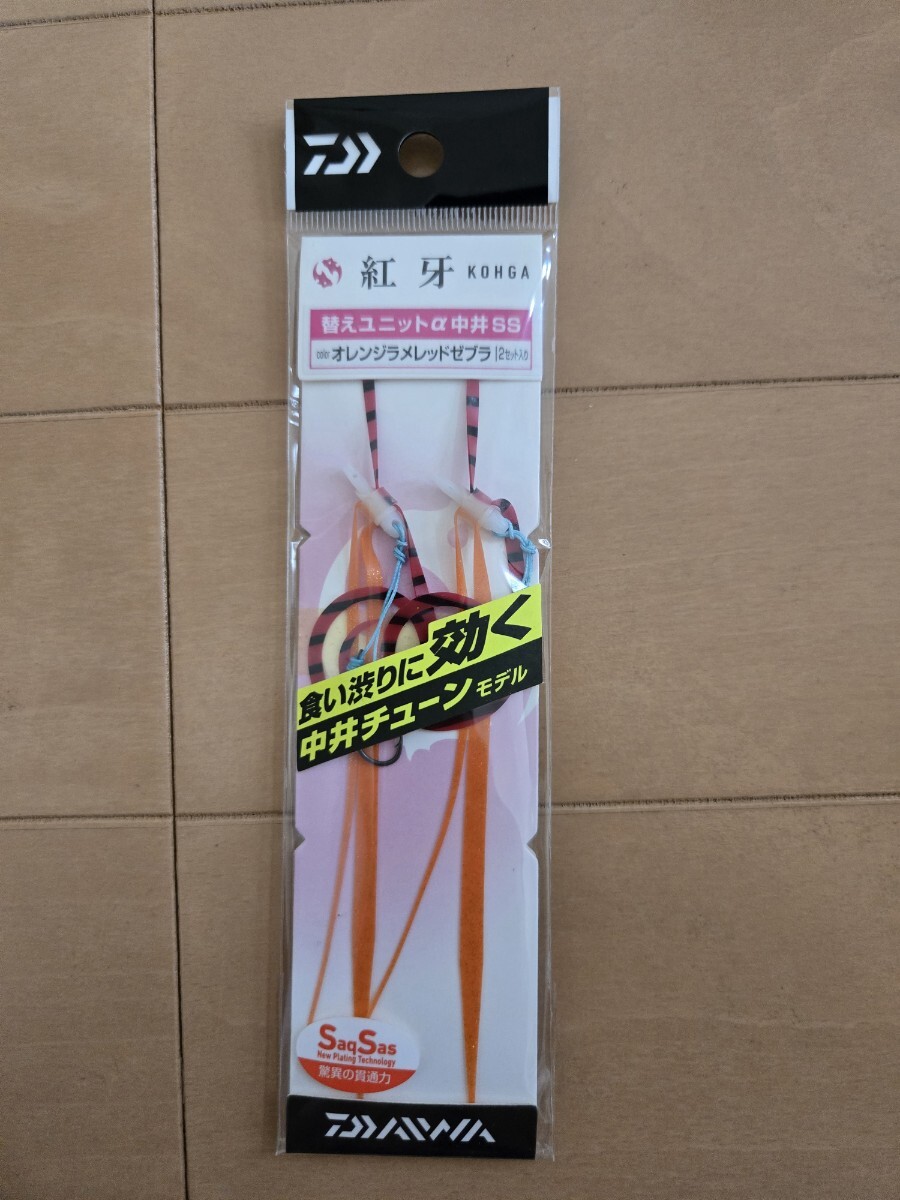 紅牙 KOHGA
替えユニットα中井SS
color オレンジラメレッドゼブラ 2セット入り
食い渋りに効く
中井チューンモデル
SaqSas
New Plating Technology
驚異の貫通力
DAIWA